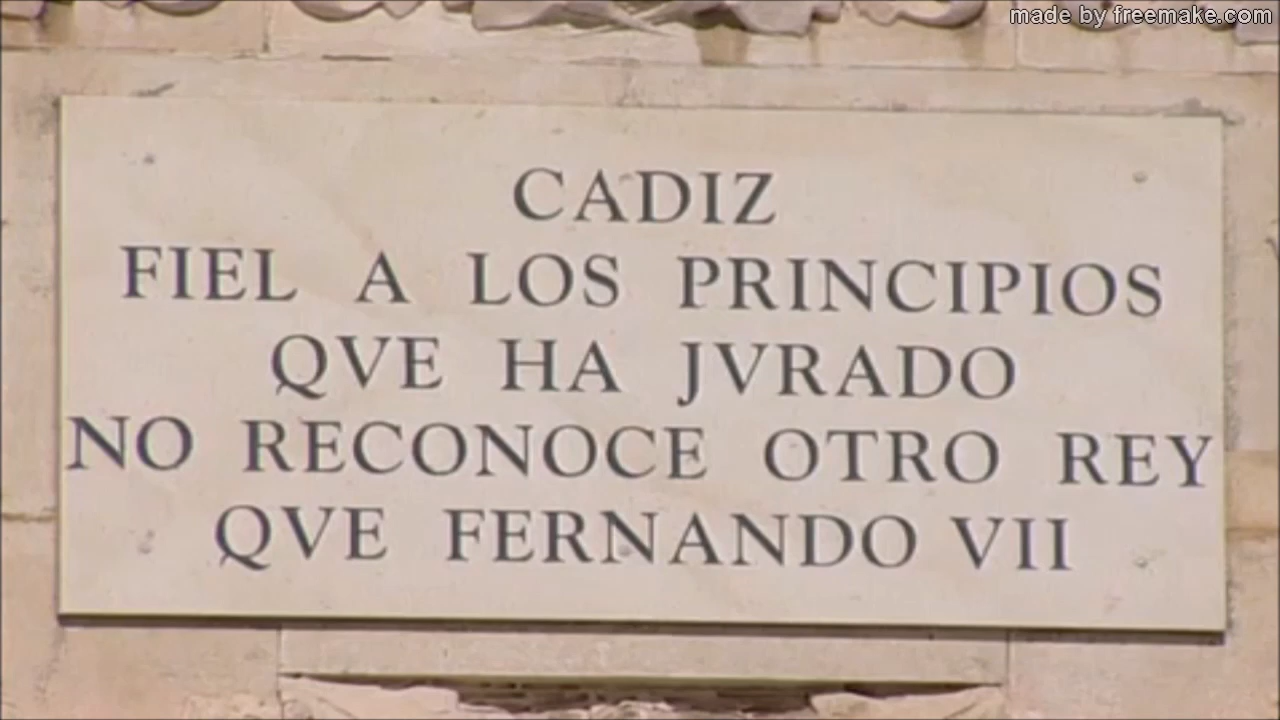 made by freemake.com
CADIZ
FIEL A LOS PRINCIPIOS
QVE HA JVRADO
NO RECONOCE OTRO REY
QVE FERNANDO VII